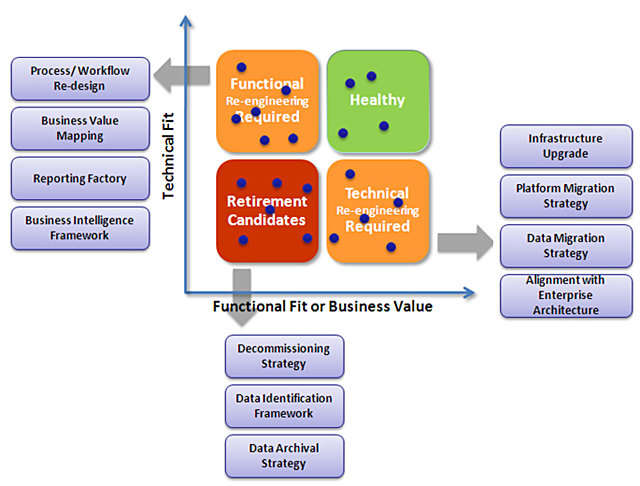 Process/ Workflow
Re-design
Business Value
Mapping
Reporting Factory
Business Intelligence
Framework
Technical Fit
Functional
Re-engineering
Required
Healthy
Retirement
Candidates
Technical
Re-engineering
Required
Functional Fit or Business Value
Infrastructure
Upgrade
Platform Migration
Strategy
Data Migration
Strategy
Alignment with
Enterprise
Architecture
Decommissioning
Strategy
Data Identification
Framework
Data Archival
Strategy